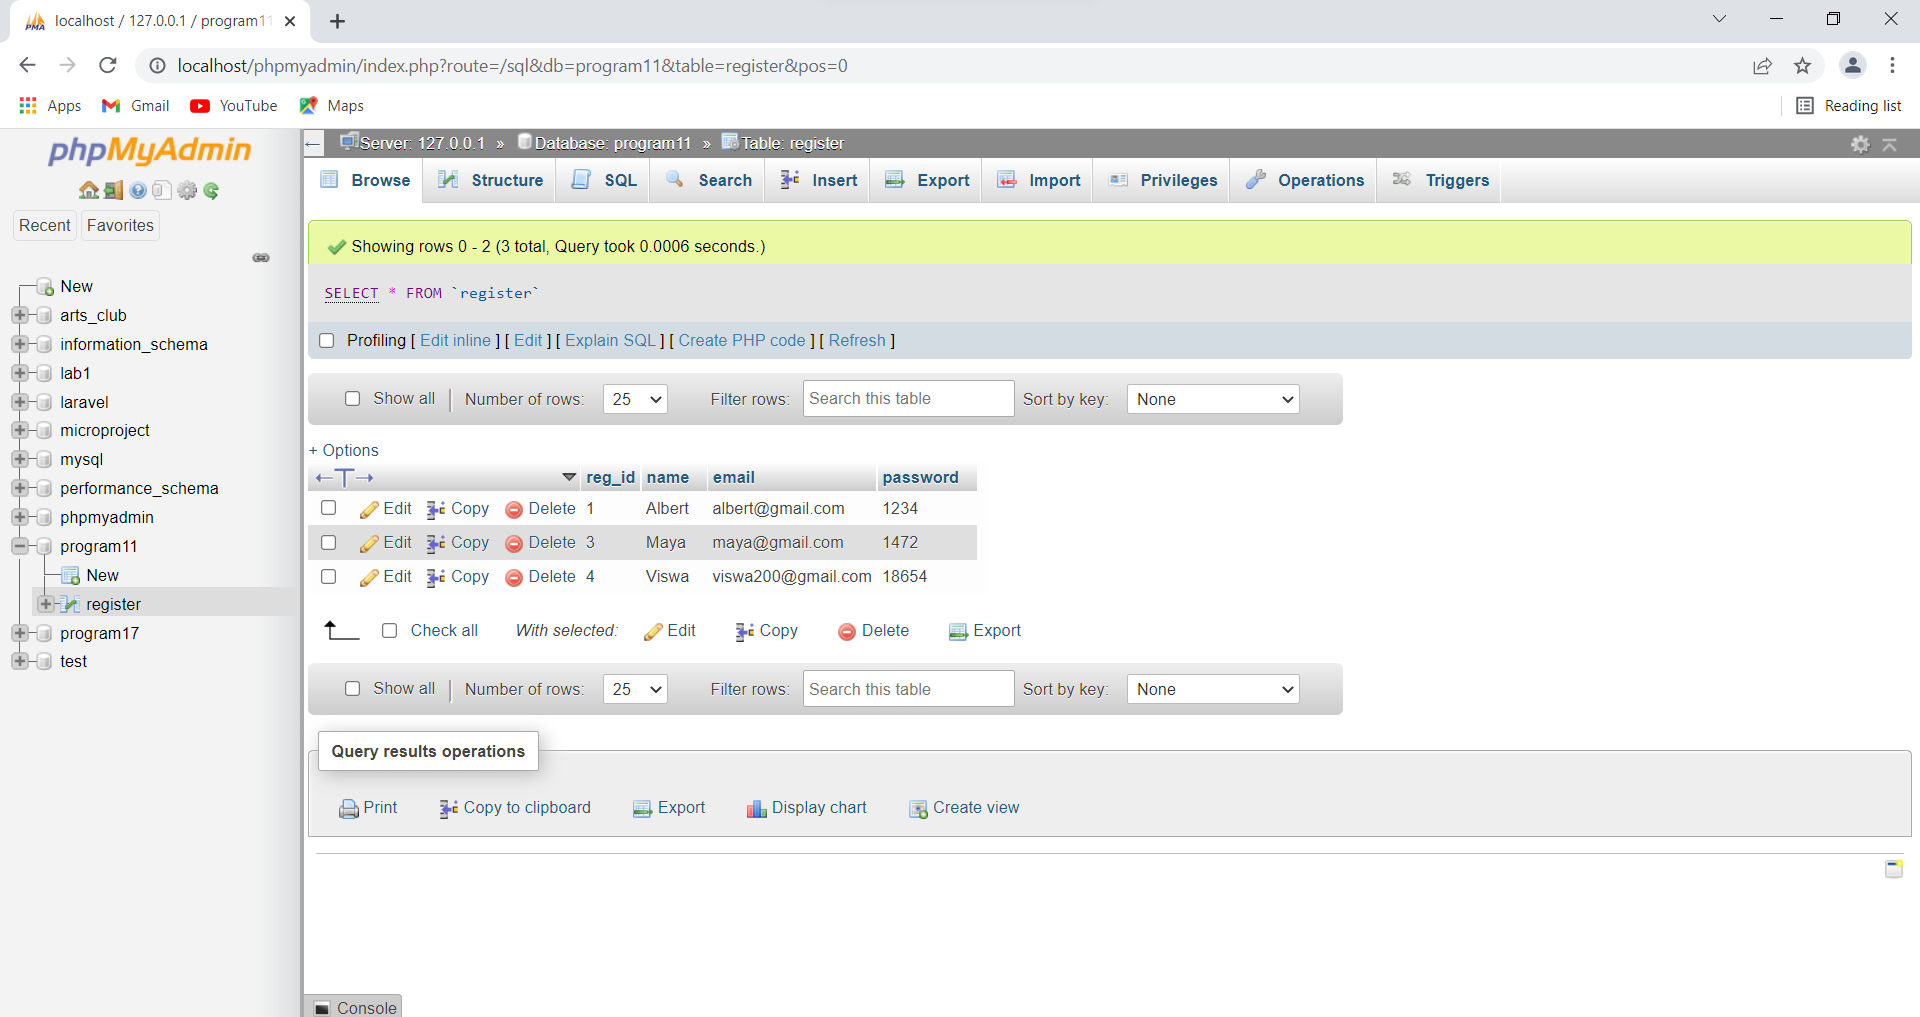 localhost / 127.0.0.1 / program11
localhost/phpmyadmin/index.php?route=/sql&db=program11&table=register&pos=0
Apps Gmail YouTube Maps Reading list
phpMyAdmin
Recent Favorites
New
arts_club
information_schema
lab1
laravel
microproject
mysql
performance_schema
phpmyadmin
program11
New
register
program17
test
Server: 127.0.0.1 » Database: program11 » Table: register
Browse Structure SQL Search Insert Export Import Privileges Operations Triggers
Showing rows 0 - 2 (3 total, Query took 0.0006 seconds.)
SELECT * FROM `register`
Profiling [ Edit inline ] [ Edit ] [ Explain SQL ] [ Create PHP code ] [ Refresh ]
Show all | Number of rows: 25 Filter rows: Search this table Sort by key: None
+ Options
←T→ reg_id name email password
Edit Copy Delete 1 Albert albert@gmail.com 1234
Edit Copy Delete 3 Maya maya@gmail.com 1472
Edit Copy Delete 4 Viswa viswa200@gmail.com 18654
Check all With selected: Edit Copy Delete Export
Show all | Number of rows: 25 Filter rows: Search this table Sort by key: None
Query results operations
Print Copy to clipboard Export Display chart Create view
Console